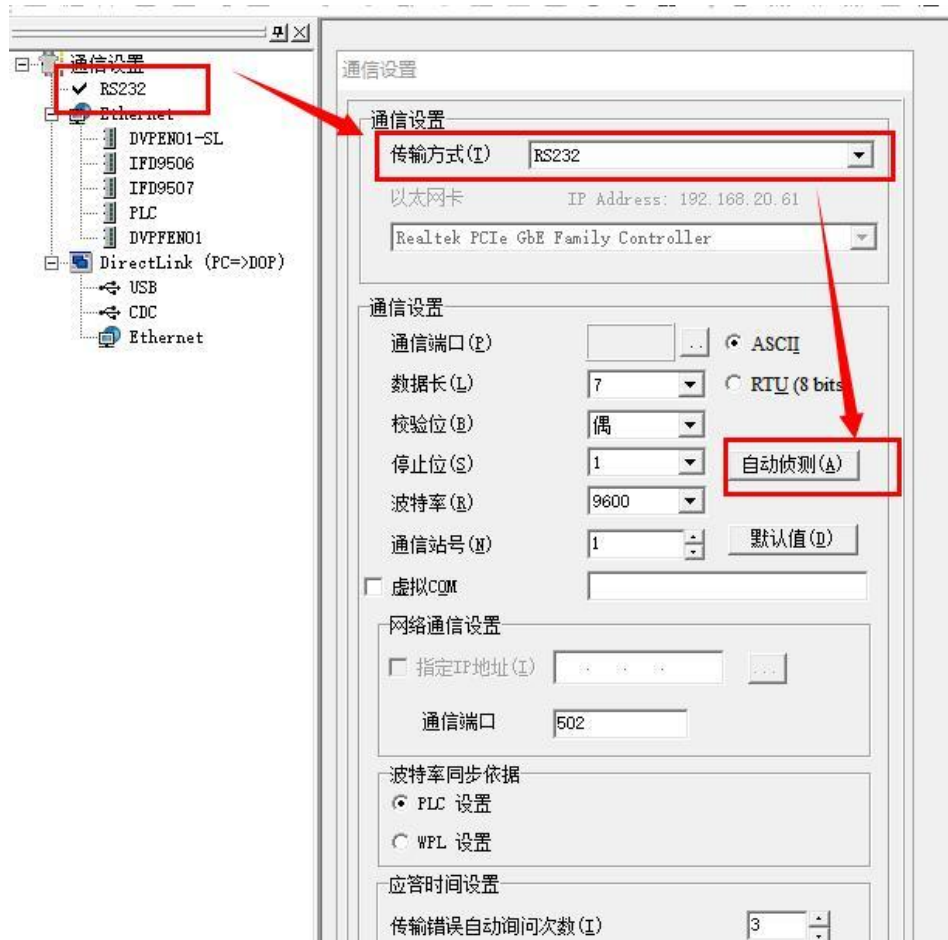 通信设置
RS232
Ethernet
DVPEN01-SL
IFD9506
IFD9507
PLC
DVPFEN01
DirectLink (PC=>DOP)
USB
CDC
Ethernet
通信设置
通信设置
传输方式(T) RS232
以太网卡 IP Address: 192.168.20.61
Realtek PCIe GbE Family Controller
通信设置
通信端口(P) .. ASCII
数据长(L) 7 RTU (8 bits
校验位(B) 偶
停止位(S) 1 自动侦测(A)
波特率(R) 9600
通信站号(N) 1 默认值(D)
虚拟COM
网络通信设置
指定IP地址(I) . . . ...
通信端口 502
波特率同步依据
PLC 设置
WPL 设置
应答时间设置
传输错误自动询问次数(I) 3